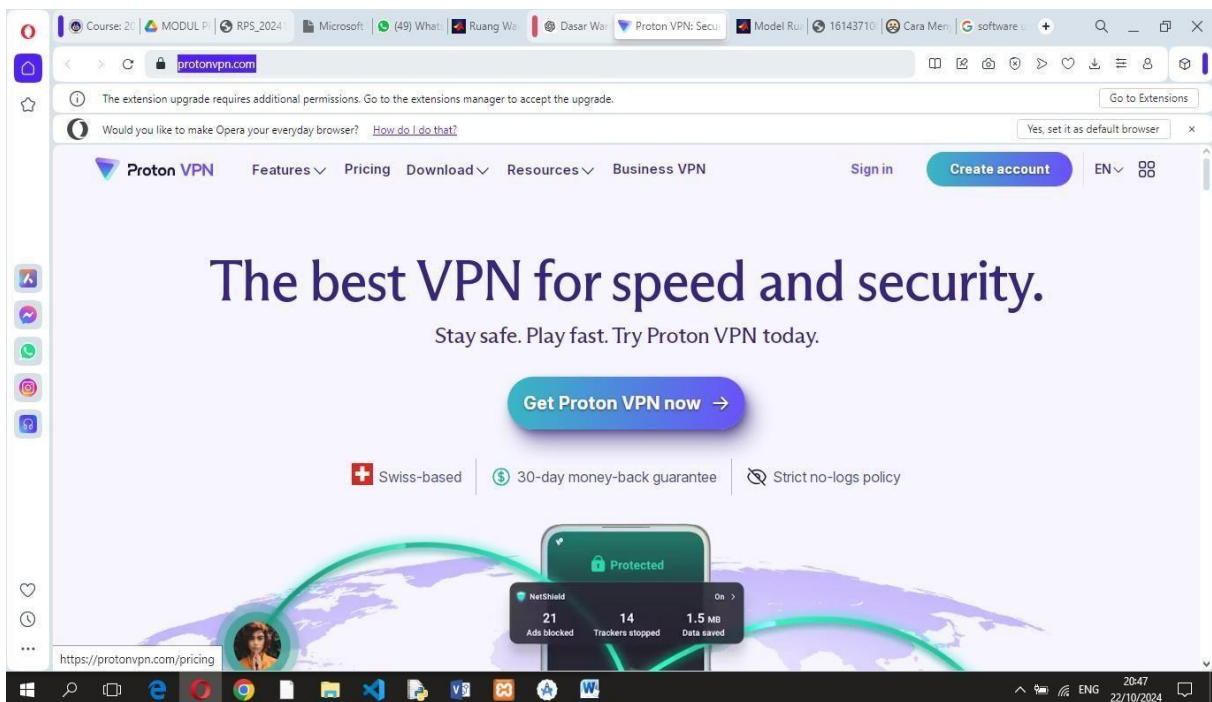 Course: 20 MODUL P RPS_2024 Microsoft (49) What: Ruang Wa Dasar War Proton VPN: Secu Model Rua 16143710 Cara Men software u
protonvpn.com
The extension upgrade requires additional permissions. Go to the extensions manager to accept the upgrade. Go to Extensions
Would you like to make Opera your everyday browser? How do I do that? Yes, set it as default browser
Proton VPN Features Pricing Download Resources Business VPN Sign in Create account EN
The best VPN for speed and security.
Stay safe. Play fast. Try Proton VPN today.
Get Proton VPN now →
Swiss-based 30-day money-back guarantee Strict no-logs policy
Protected
NetShield On
21 14 1.5 MB
Ads blocked Trackers stopped Data saved
https://protonvpn.com/pricing
ENG 20:47
22/10/2024